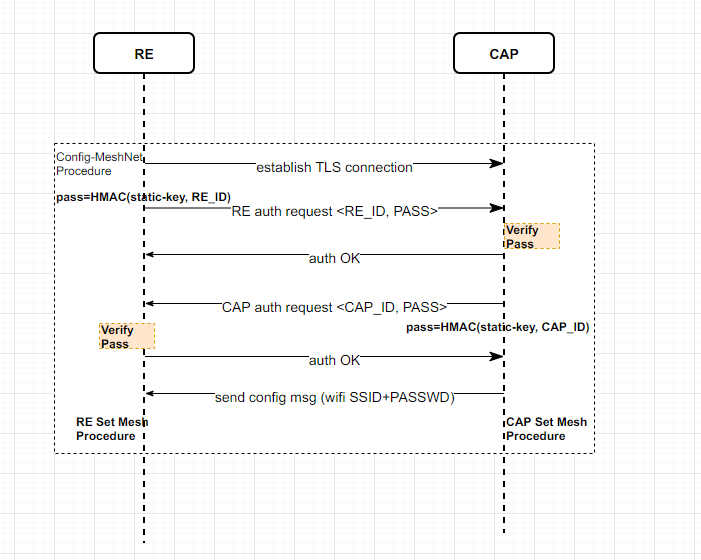 RE
CAP
Config-MeshNet
Procedure
establish TLS connection
pass=HMAC(static-key, RE_ID)
RE auth request <RE_ID, PASS>
Verify
Pass
auth OK
CAP auth request <CAP_ID, PASS>
pass=HMAC(static-key, CAP_ID)
Verify
Pass
auth OK
send config msg (wifi SSID+PASSWD)
RE Set Mesh
Procedure
CAP Set Mesh
Procedure